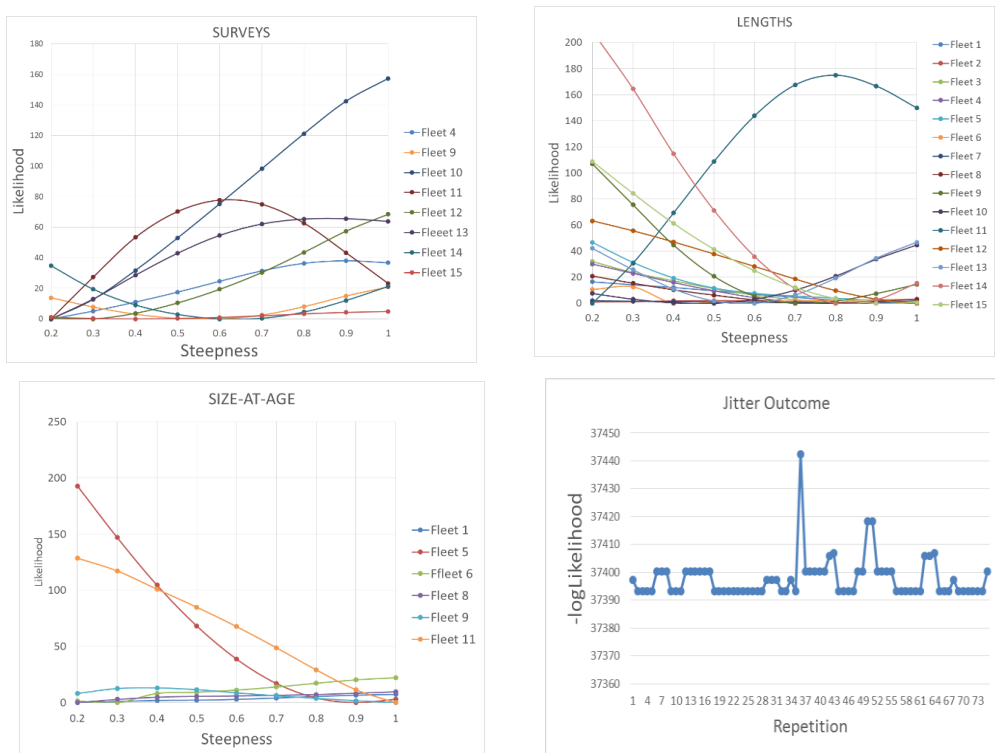 SURVEYS
180
160
140
120
100
80
60
40
20
0
0.2 0.3 0.4 0.5 0.6 0.7 0.8 0.9 1
Likelihood
Steepness
Fleet 4
Fleet 9
Fleet 10
Fleet 11
Fleet 12
Fleeet 13
Fleet 14
Fleet 15
LENGTHS
200
180
160
140
120
100
80
60
40
20
0
0.2 0.3 0.4 0.5 0.6 0.7 0.8 0.9 1
Likelihood
Steepness
Fleet 1
Fleet 2
Fleet 3
Fleet 4
Fleet 5
Fleet 6
Fleet 7
Fleet 8
Fleet 9
Fleet 10
Fleet 11
Fleet 12
Fleet 13
Fleet 14
Fleet 15
SIZE-AT-AGE
250
200
150
100
50
0
0.2 0.3 0.4 0.5 0.6 0.7 0.8 0.9 1
Likelihood
Steepness
Fleet 1
Fleet 5
Ffleet 6
Fleet 8
Fleet 9
Fleet 11
Jitter Outcome
37450
37440
37430
37420
37410
37400
37390
37380
37370
37360
1 4 7 10 13 16 19 22 25 28 31 34 37 40 43 46 49 52 55 58 61 64 67 70 73
-logLikelihood
Repetition